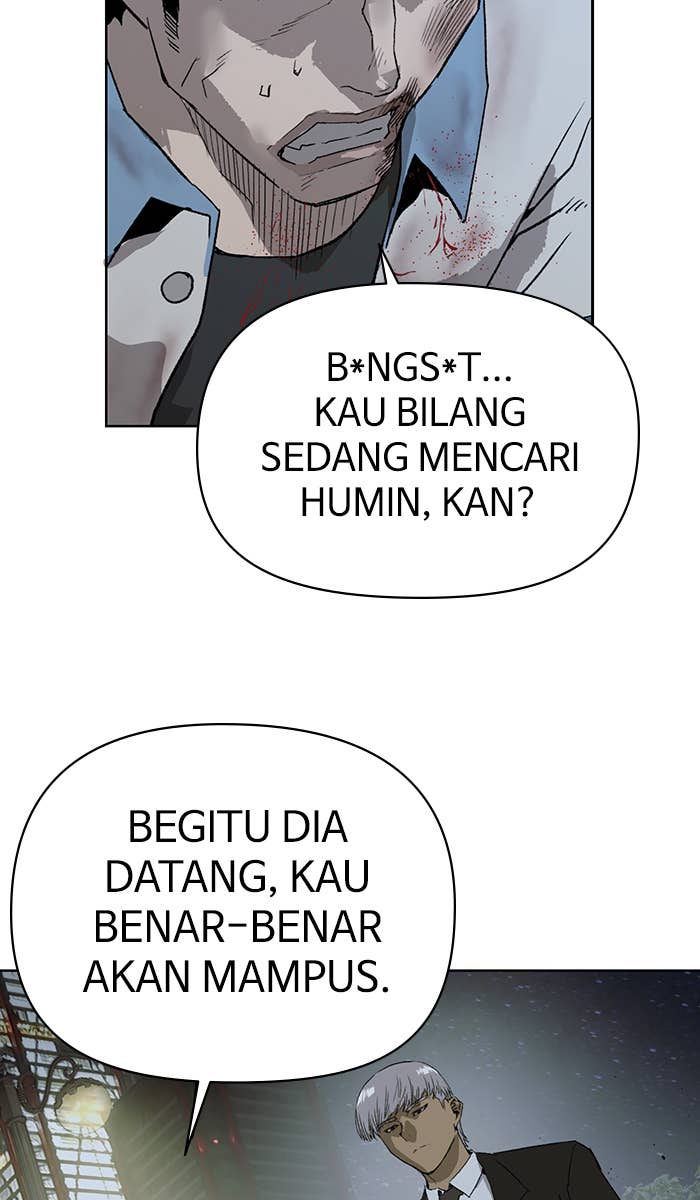 B*NGS*T...
KAU BILANG
SEDANG MENCARI
HUMIN, KAN?
BEGITU DIA
DATANG, KAU
BENAR-BENAR
AKAN MAMPUS.